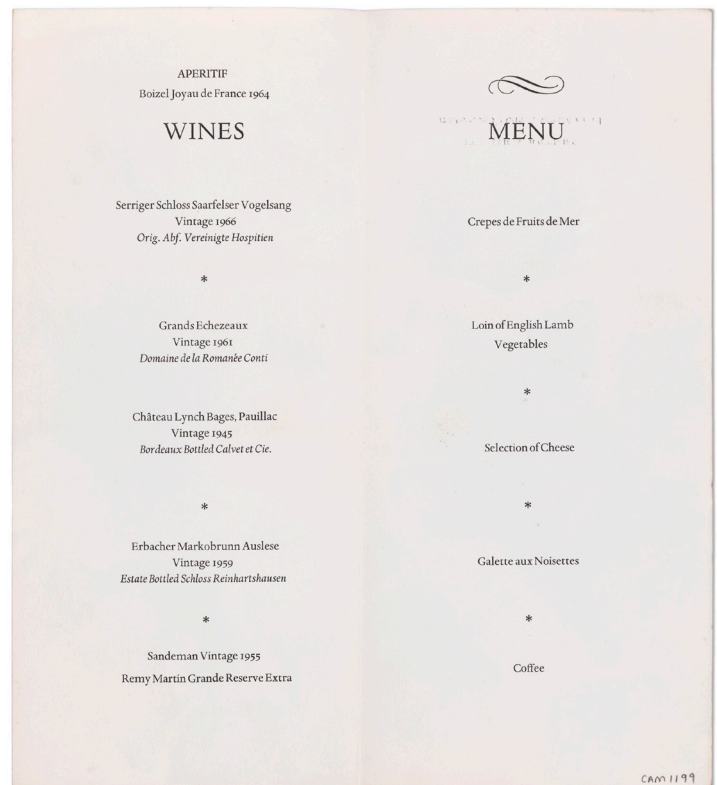 APERITIF
Boizel Joyau de France 1964
WINES
Serriger Schloss Saarfelser Vogelsang
Vintage 1966
Orig. Abf. Vereinigte Hospitien
*
Grands Echezeaux
Vintage 1961
Domaine de la Romanée Conti
Château Lynch Bages, Pauillac
Vintage 1945
Bordeaux Bottled Calvet et Cie.
*
Erbacher Markobrunn Auslese
Vintage 1959
Estate Bottled Schloss Reinhartshausen
*
Sandeman Vintage 1955
Remy Martin Grande Reserve Extra
MENU
Crepes de Fruits de Mer
*
Loin of English Lamb
Vegetables
*
Selection of Cheese
*
Galette aux Noisettes
*
Coffee
CAM 1199